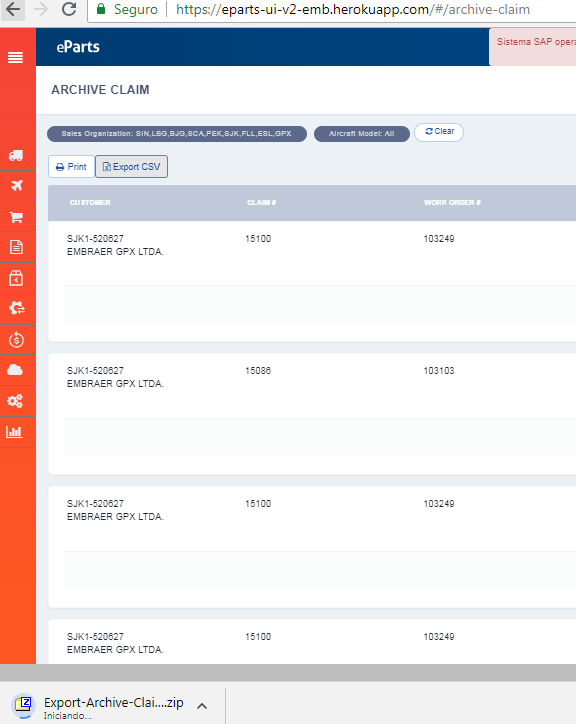 Seguro https://eparts-ui-v2-emb.herokuapp.com/#/archive-claim
eParts
Sistema SAP opera
ARCHIVE CLAIM
Sales Organization: SIN,LBG,BJG,SCA,PEK,SJK,FLL,ESL,GPX
Aircraft Model: All
Clear
Print
Export CSV
CUSTOMER CLAIM # WORK ORDER #
SJK1-520627 15100 103249
EMBRAER GPX LTDA.
SJK1-520627 15086 103103
EMBRAER GPX LTDA.
SJK1-520627 15100 103249
EMBRAER GPX LTDA.
SJK1-520627 15100 103249
EMBRAER GPX LTDA.
Export-Archive-Clai....zip
Iniciando...